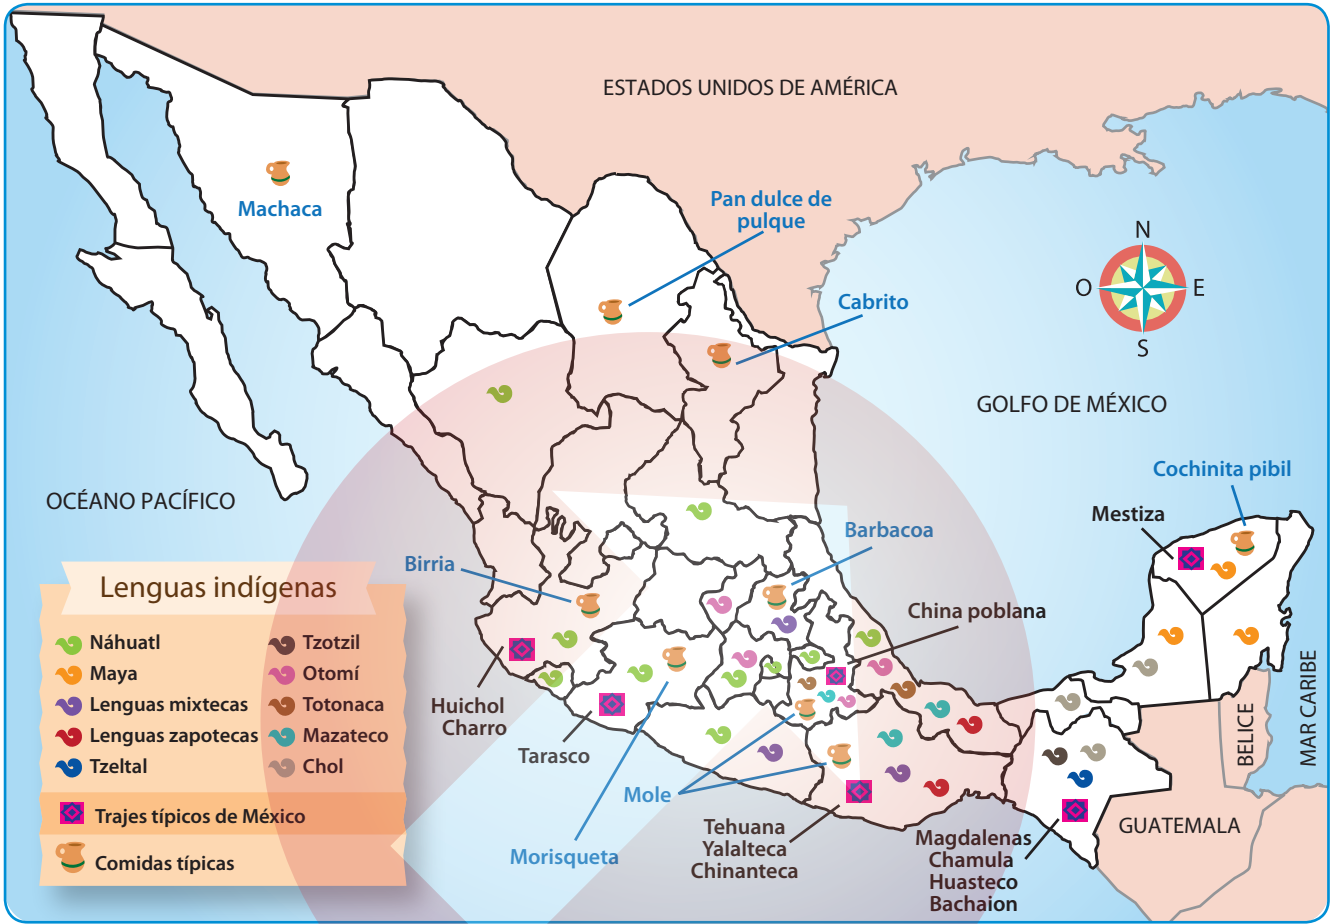 ESTADOS UNIDOS DE AMÉRICA
Machaca
Pan dulce de
pulque
Cabrito
N
O
E
S
GOLFO DE MÉXICO
OCÉANO PACÍFICO
Cochinita pibil
Mestiza
Barbacoa
Birria
China poblana
Lenguas indígenas
Náhuatl
Maya
Lenguas mixtecas
Lenguas zapotecas
Tzeltal
Tzotzil
Otomí
Totonaca
Mazateco
Chol
Trajes típicos de México
Comidas típicas
Huichol
Charro
Tarasco
Mole
Morisqueta
Tehuana
Yalalteca
Chinanteca
Magdalenas
Chamula
Huasteco
Bachaion
GUATEMALA
BELICE
MAR CARIBE